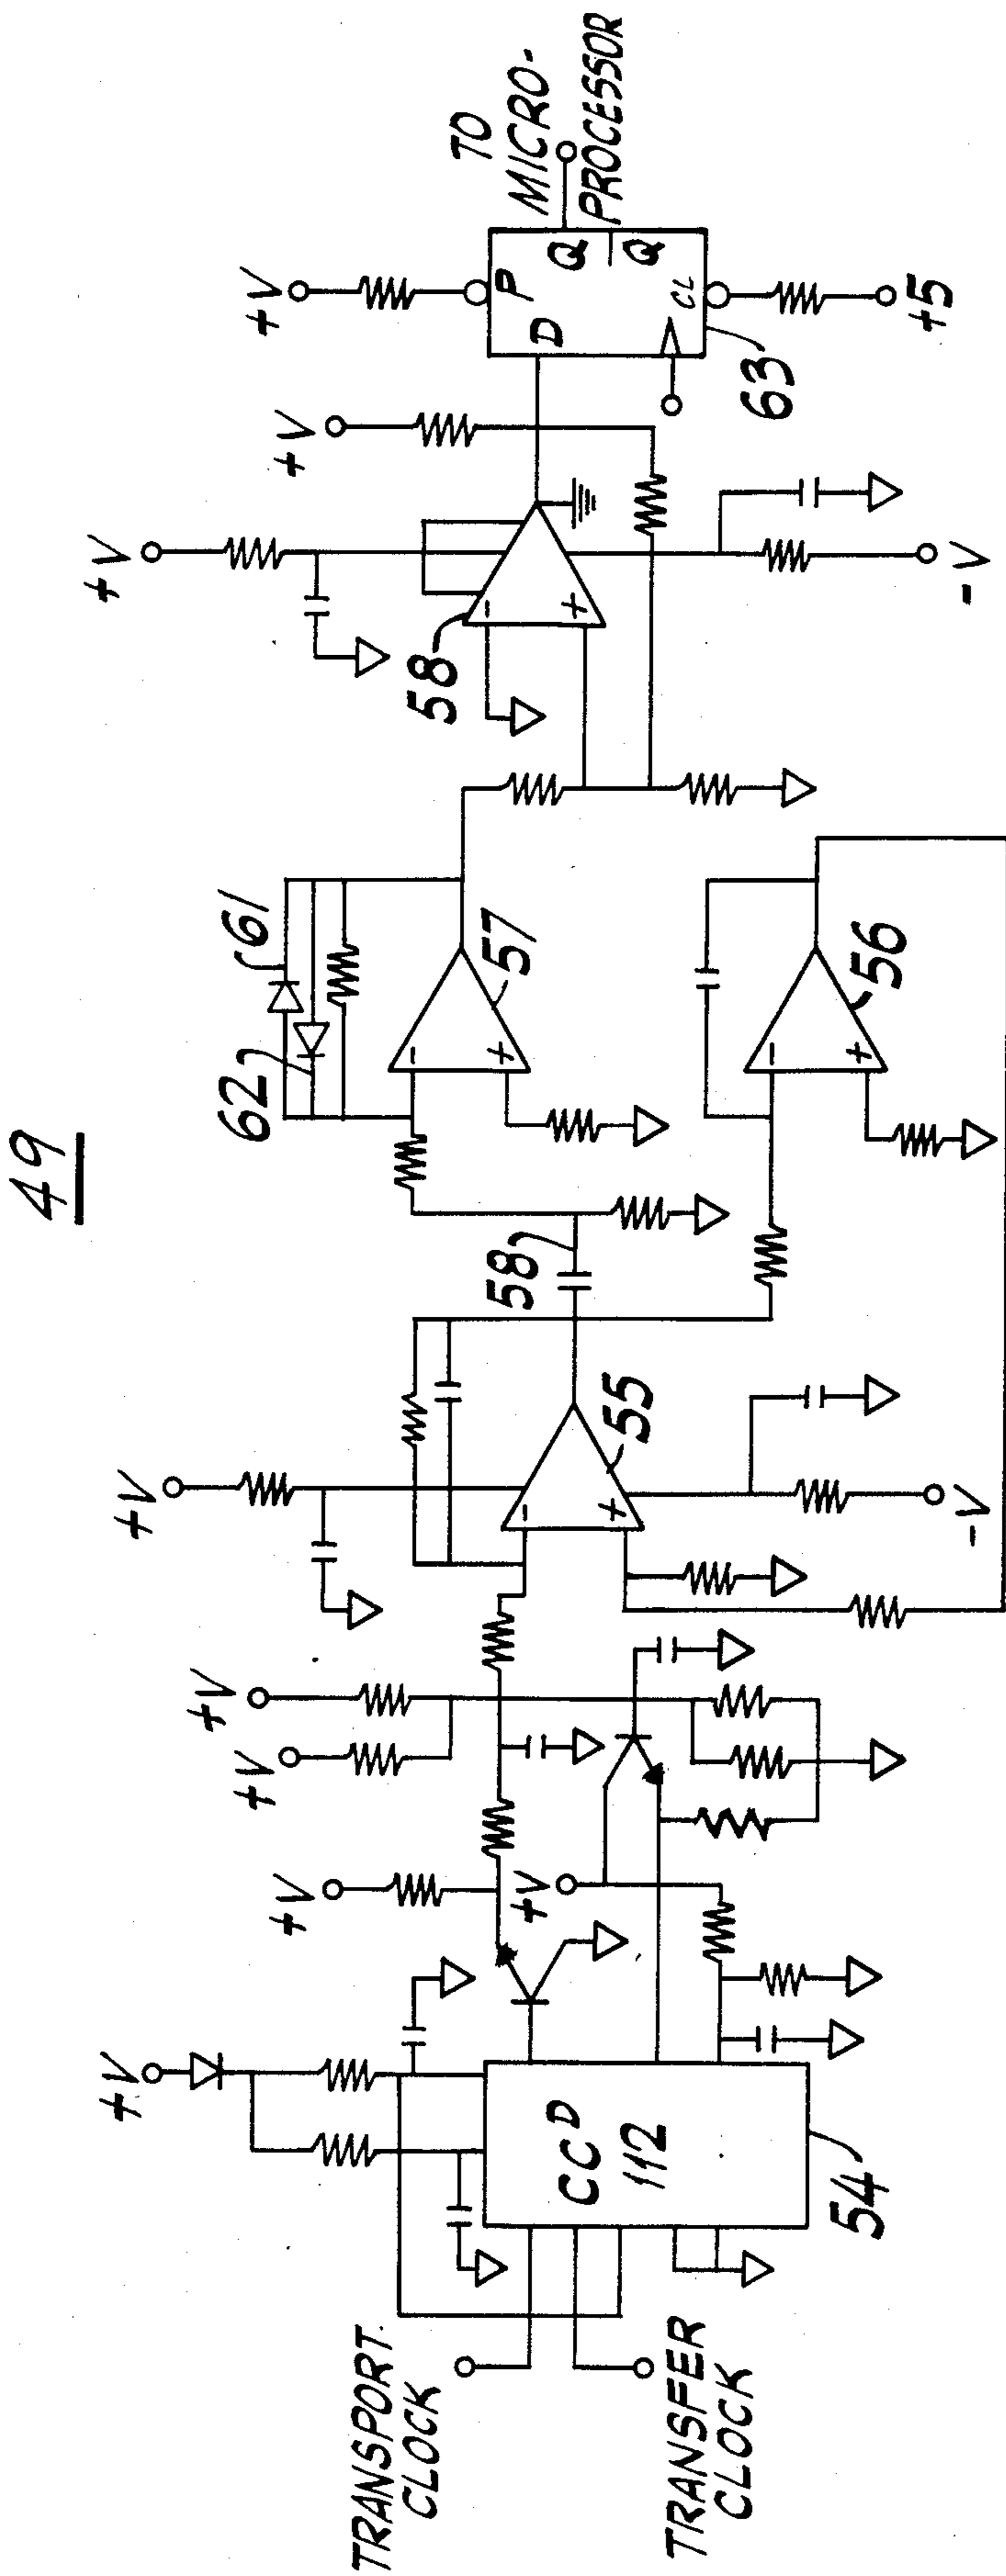 49
+V
+V
+V
+V
+V
+V
+V
+V
+V
TRANSPORT.
CLOCK
TRANSFER
CLOCK
CCD
112
54
-
+
55
-V
58
62
61
-
+
57
-
+
56
58
-
+
-V
P
D
Q
Q
CL
63
+5
TO
MICRO-
PROCESSOR